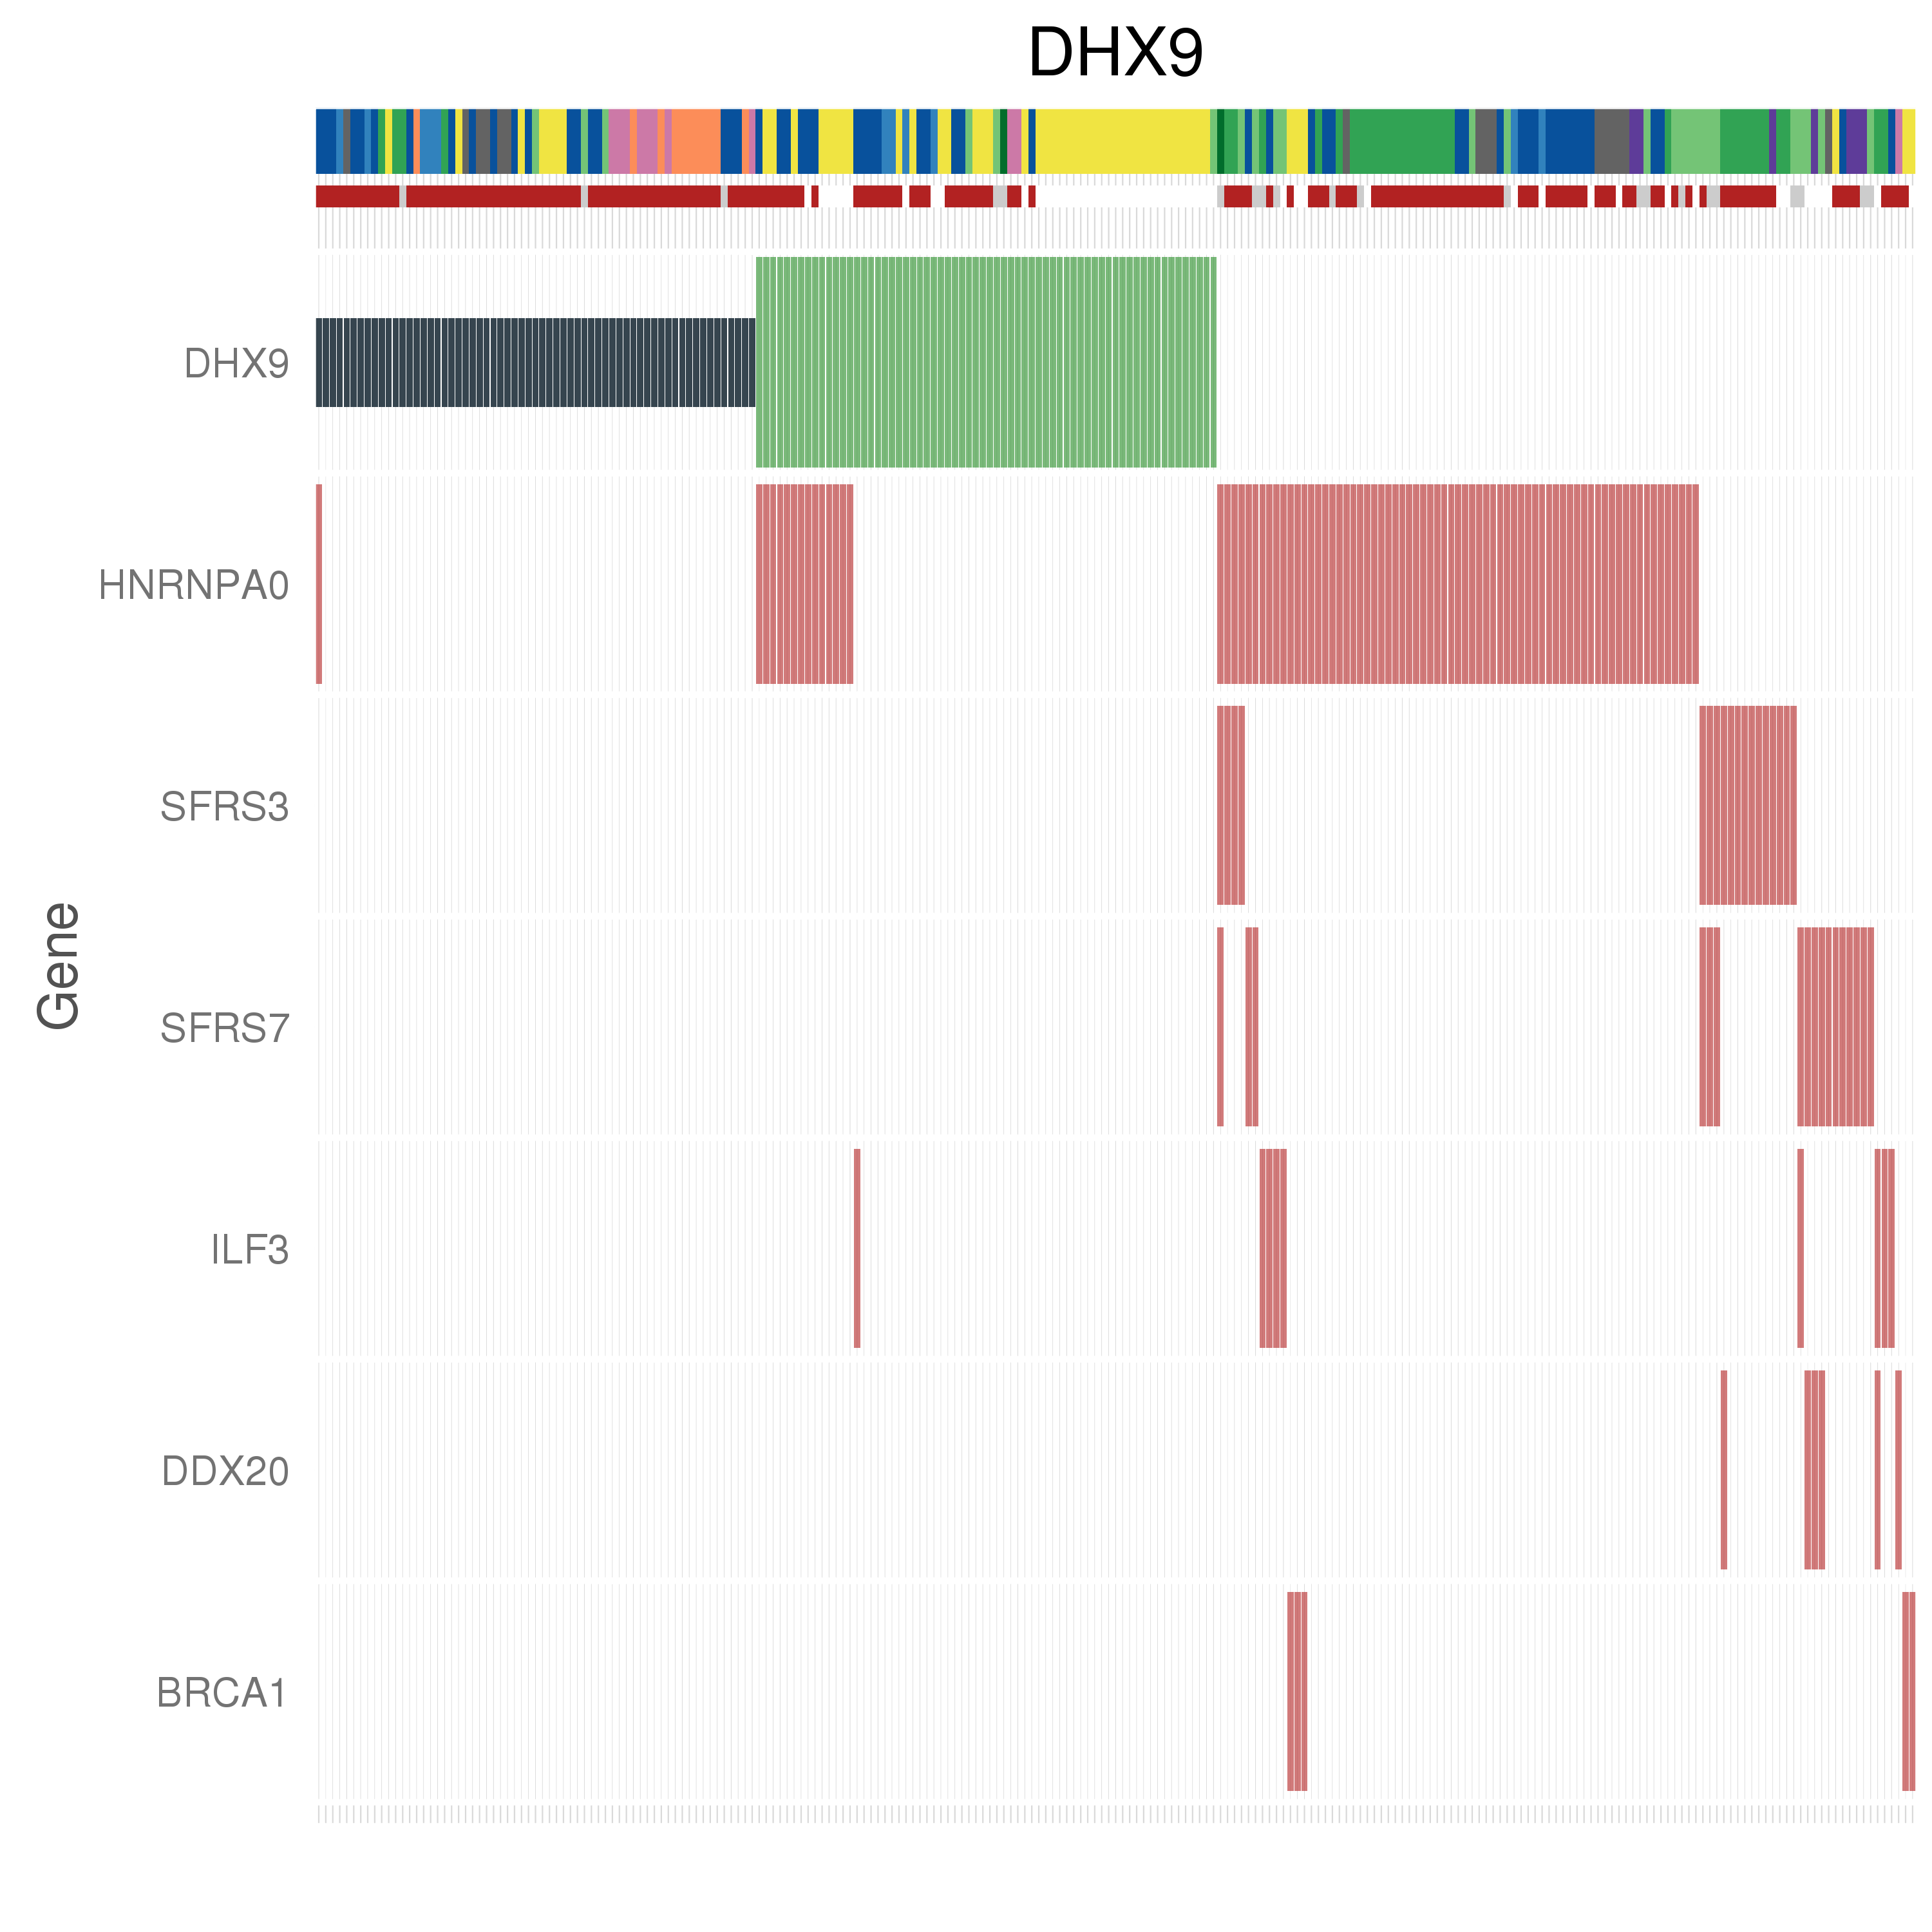 DHX9
DHX9
HNRNPA0
SFRS3
SFRS7
Gene
ILF3
DDX20
BRCA1